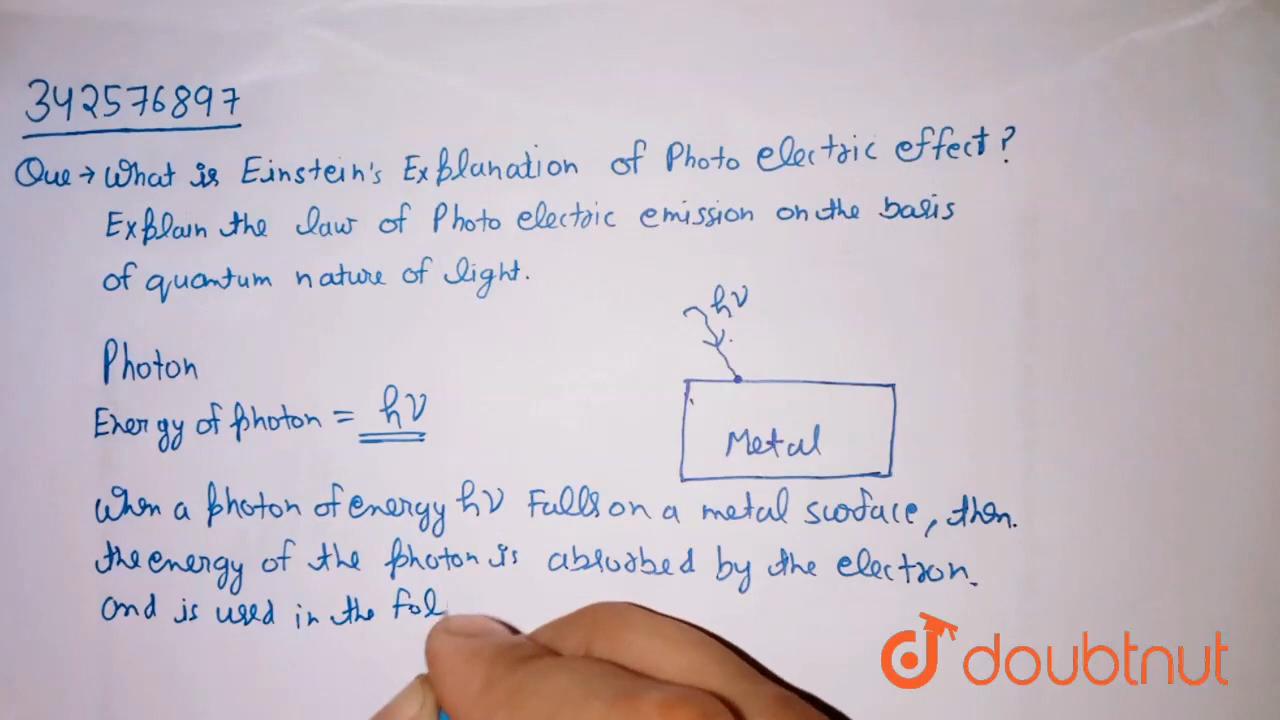 342576897
Que → What is Einstein's Explanation of Photo electric effect?
Explain the law of Photo electric emission on the basis
of quantum nature of light.
hν
Photon
Energy of photon = hν
Metal
When a photon of energy hν Falls on a metal surface, then.
the energy of the photon is absorbed by the electron.
and is used in the fol
doubtnut